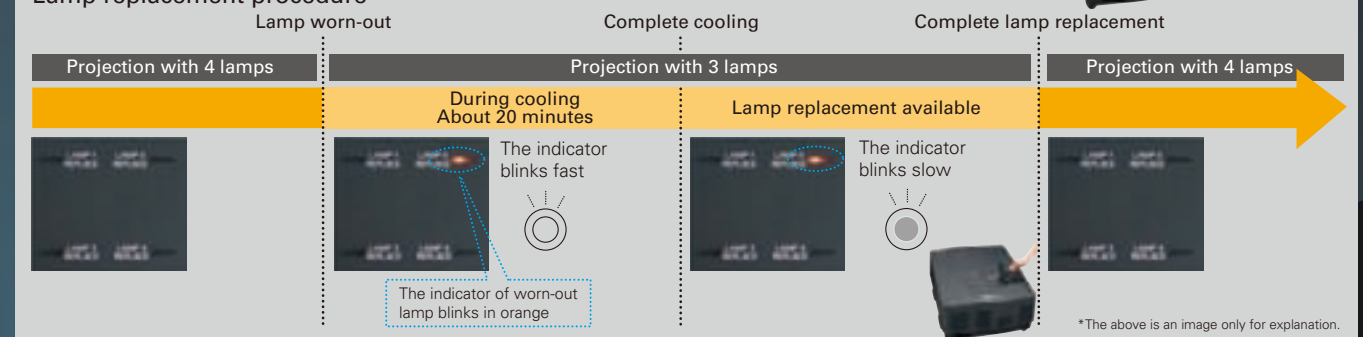 Lamp replacement procedure
Lamp worn-out
Complete cooling
Complete lamp replacement
Projection with 4 lamps
Projection with 3 lamps
Projection with 4 lamps
During cooling
About 20 minutes
Lamp replacement available
The indicator
blinks fast
The indicator
blinks slow
The indicator of worn-out
lamp blinks in orange
*The above is an image only for explanation.